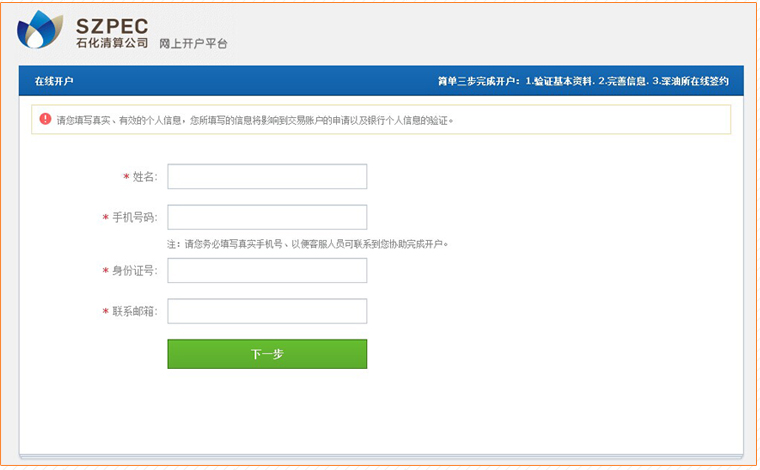 SZPEC
石化清算公司 网上开户平台
在线开户 简单三步完成开户：1.验证基本资料. 2.完善信息. 3.深油所在线签约
请您填写真实、有效的个人信息，您所填写的信息将影响到交易账户的申请以及银行个人信息的验证。
* 姓名:
* 手机号码:
注：请您务必填写真实手机号、以便客服人员可联系到您协助完成开户。
* 身份证号:
* 联系邮箱:
下一步